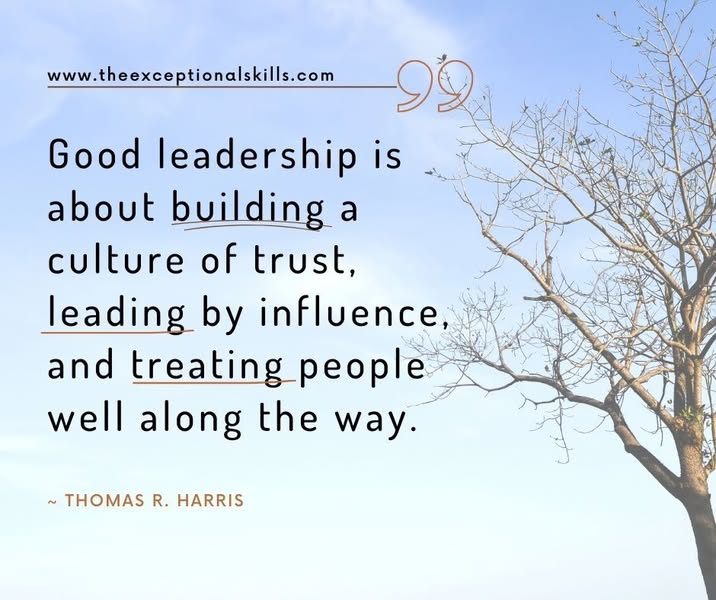 www.theexceptionalskills.com
Good leadership is
about building a
culture of trust,
leading by influence,
and treating people
well along the way.
~ THOMAS R. HARRIS